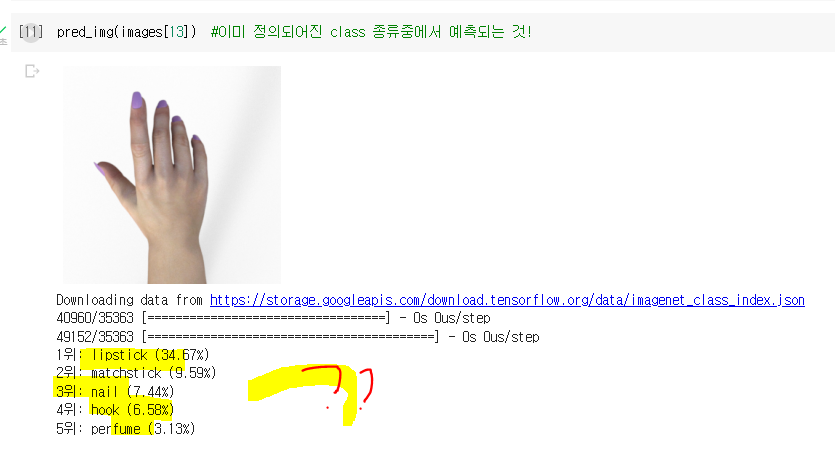 [11] pred_img(images[13]) #이미 정의되어진 class 종류중에서 예측되는 것!
Downloading data from https://storage.googleapis.com/download.tensorflow.org/data/imagenet_class_index.json
40960/35363 [==================================] - 0s 0us/step
49152/35363 [=========================================] - 0s 0us/step
1위: lipstick (34.67%)
2위: matchstick (9.59%)
3위: nail (7.44%)
??
4위: hook (6.58%)
5위: perfume (3.13%)